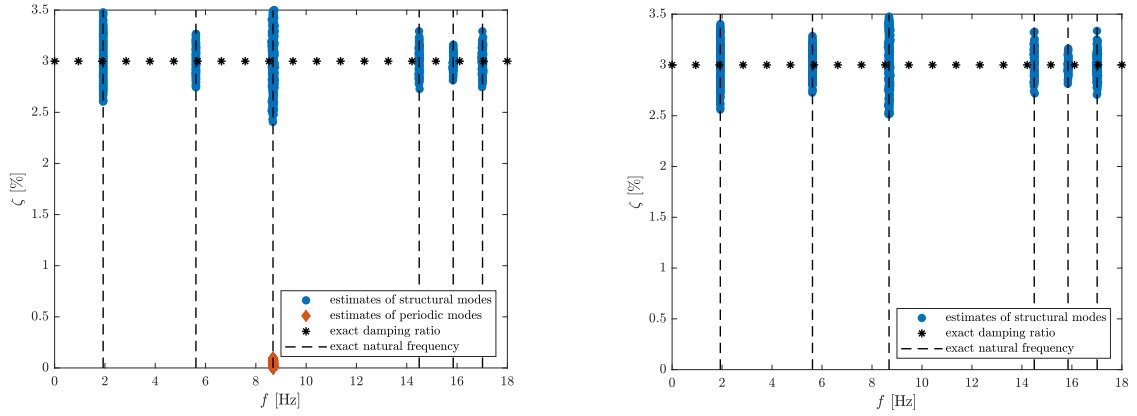 3.5
3
2.5
2
1.5
1
0.5
0
ζ [%]
estimates of structural modes
estimates of periodic modes
exact damping ratio
exact natural frequency
0 2 4 6 8 10 12 14 16 18
f [Hz]
3.5
3
2.5
2
1.5
1
0.5
0
ζ [%]
estimates of structural modes
exact damping ratio
exact natural frequency
0 2 4 6 8 10 12 14 16 18
f [Hz]